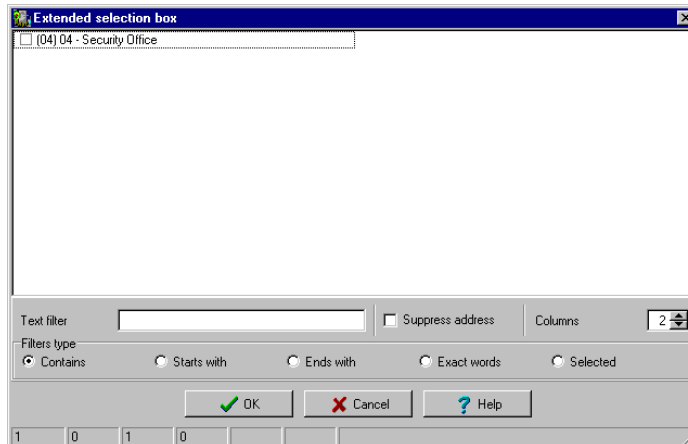 Extended selection box
(04) 04 - Security Office
Text filter Suppress address Columns 2
Filters type
Contains Starts with Ends with Exact words Selected
OK Cancel ? Help
1 0 1 0